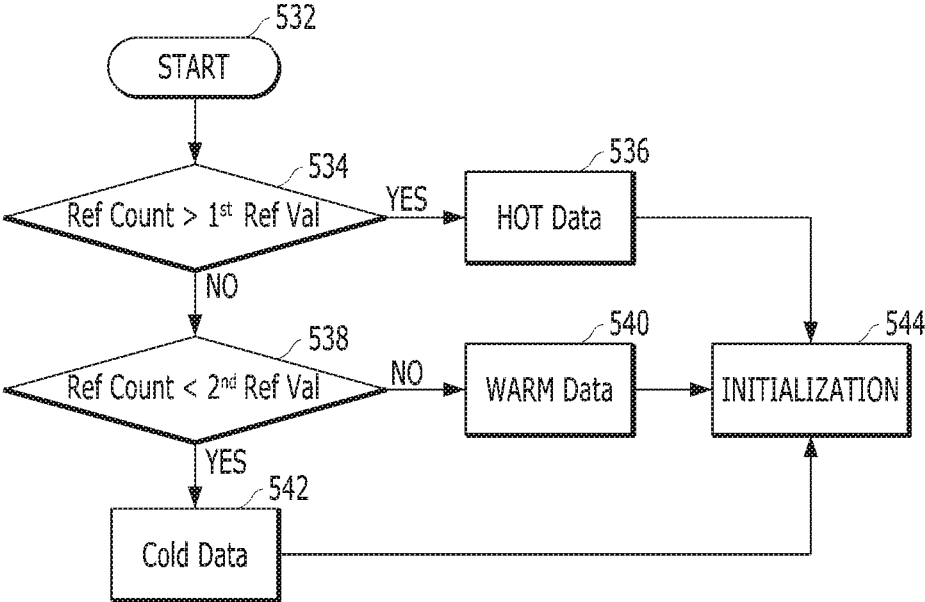 532
START
534
Ref Count > 1st Ref Val
YES
536
HOT Data
NO
538
Ref Count < 2nd Ref Val
NO
540
WARM Data
544
INITIALIZATION
YES
542
Cold Data